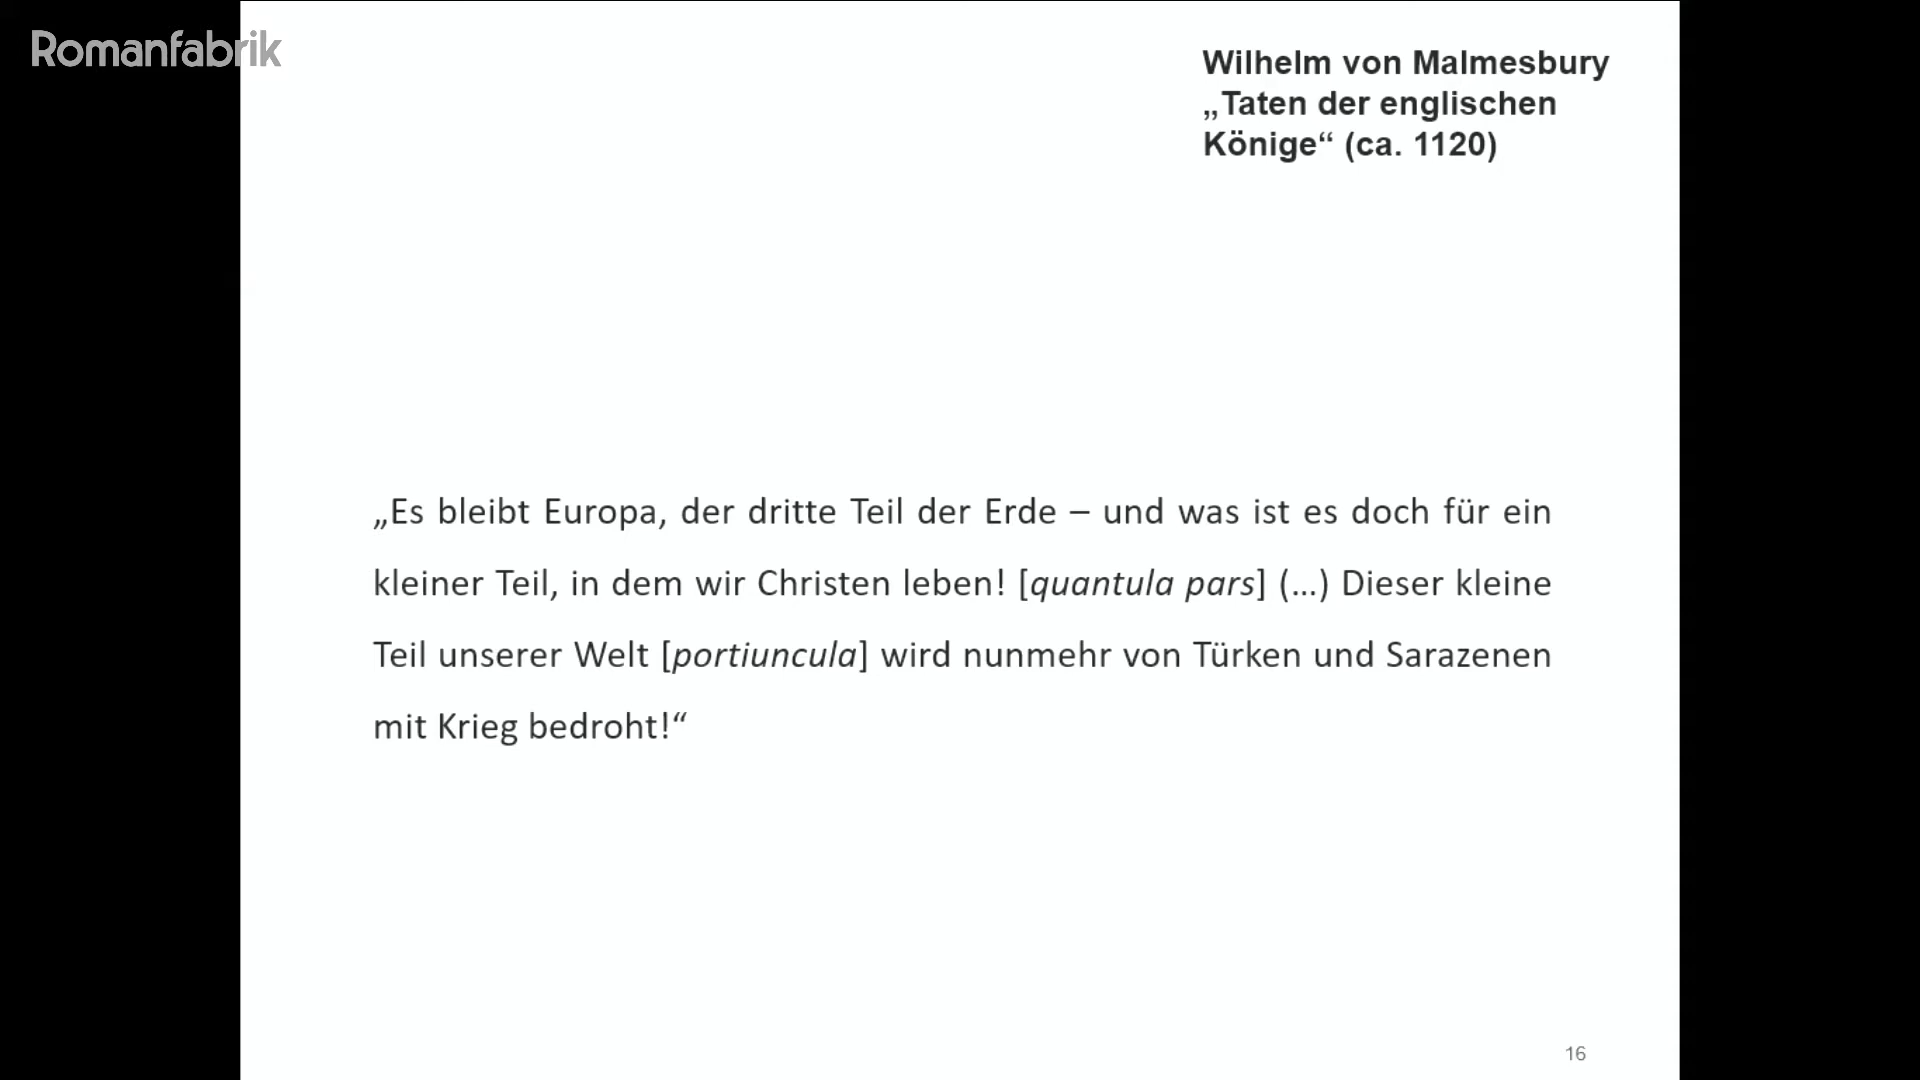 Romanfabrik
Wilhelm von Malmesbury
„Taten der englischen
Könige“ (ca. 1120)
„Es bleibt Europa, der dritte Teil der Erde – und was ist es doch für ein
kleiner Teil, in dem wir Christen leben! [quantula pars] (…) Dieser kleine
Teil unserer Welt [portiuncula] wird nunmehr von Türken und Sarazenen
mit Krieg bedroht!“
16